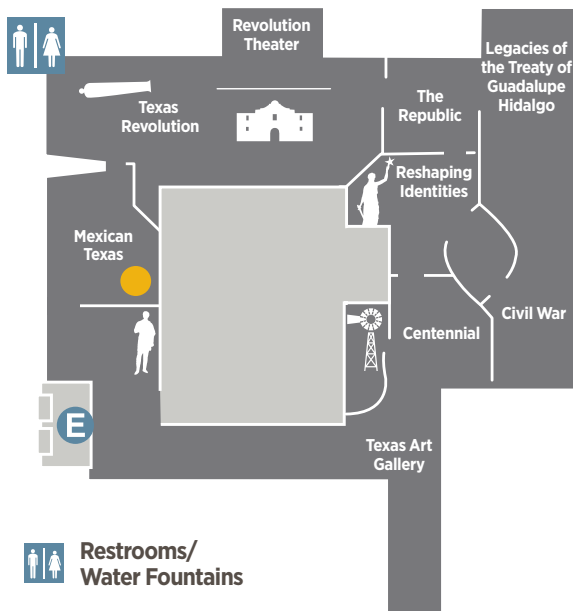 Revolution
Theater
Legacies of
the Treaty of
Guadalupe
Hidalgo
Texas
Revolution
The
Republic
Reshaping
Identities
Mexican
Texas
Centennial
Civil War
E
Texas Art
Gallery
Restrooms/
Water Fountains